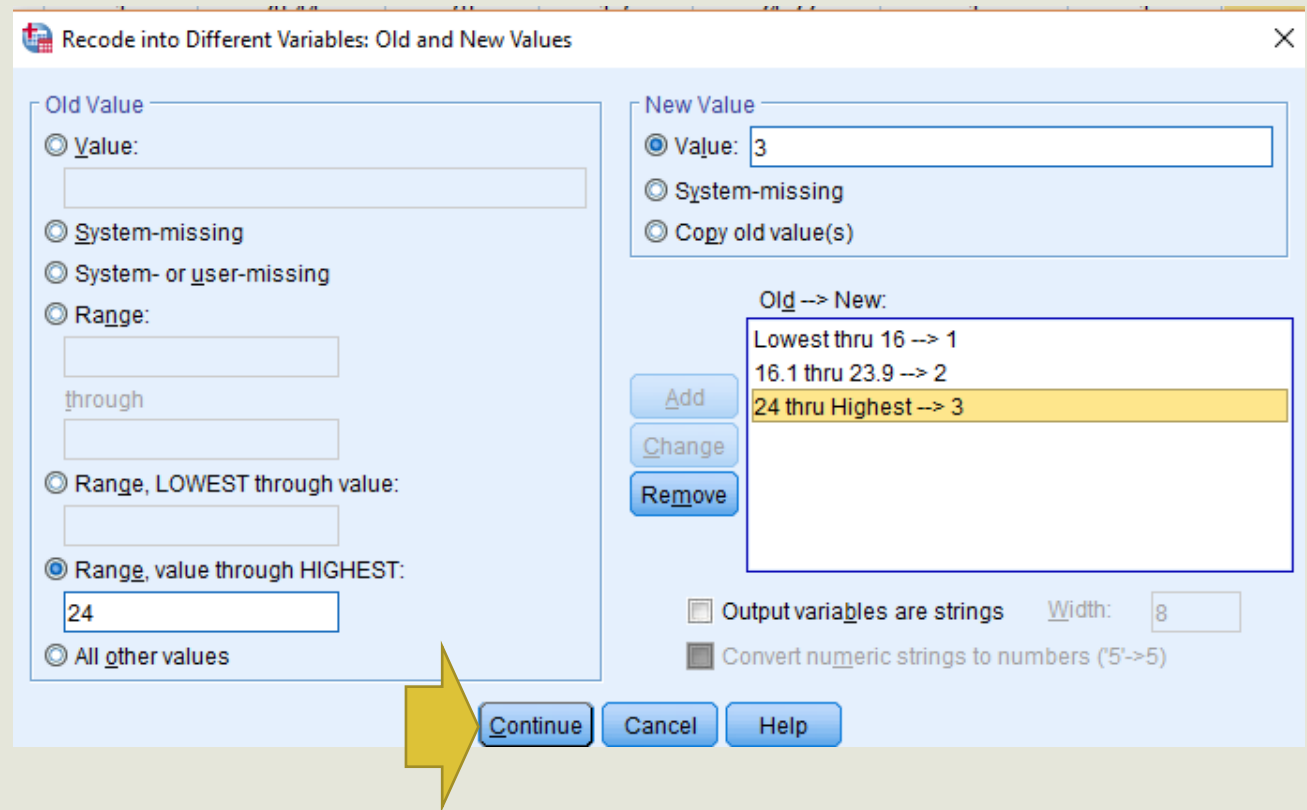 Recode into Different Variables: Old and New Values
Old Value
Value:
System-missing
System- or user-missing
Range:
through
Range, LOWEST through value:
Range, value through HIGHEST:
24
All other values
New Value
Value: 3
System-missing
Copy old value(s)
Old --> New:
Lowest thru 16 --> 1
16.1 thru 23.9 --> 2
24 thru Highest --> 3
Add
Change
Remove
Output variables are strings Width: 8
Convert numeric strings to numbers ('5'->5)
Continue Cancel Help